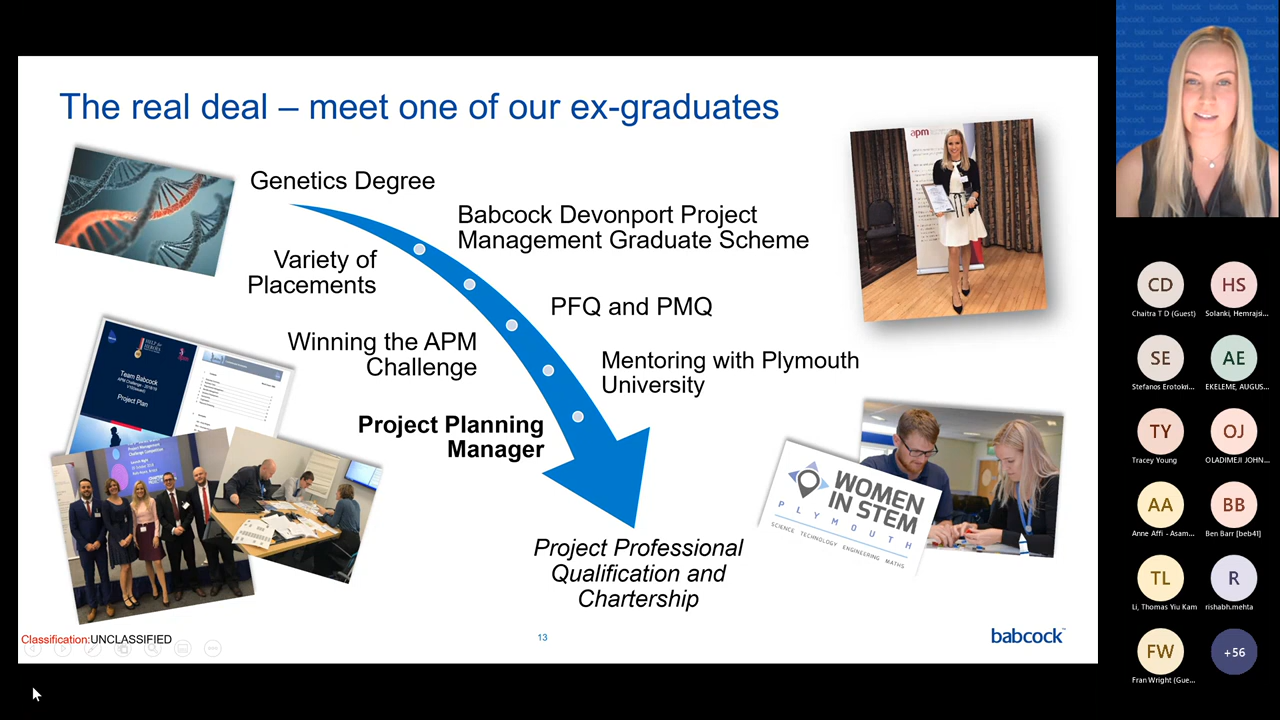 The real deal – meet one of our ex-graduates
Genetics Degree
Babcock Devonport Project
Management Graduate Scheme
Variety of
Placements
PFQ and PMQ
Winning the APM
Challenge
Mentoring with Plymouth
University
Project Planning
Manager
Project Professional
Qualification and
Chartership
apm
Team Babcock
Project Plan
WOMEN
IN STEM
PLYMOUTH
SCIENCE TECHNOLOGY ENGINEERING MATHS
Classification:UNCLASSIFIED
13
babcock
CD
Chaitra T D (Guest)
HS
Solanki, Hemrajsi...
SE
Stefanos Erotokri...
AE
EKELEME, AUGUS...
TY
Tracey Young
OJ
OLADIMEJI JOHN...
AA
Anne Affi - Asam...
BB
Ben Barr [beb41]
TL
Li, Thomas Yiu Kam
R
rishabh.mehta
FW
Fran Wright (Gue...
+56